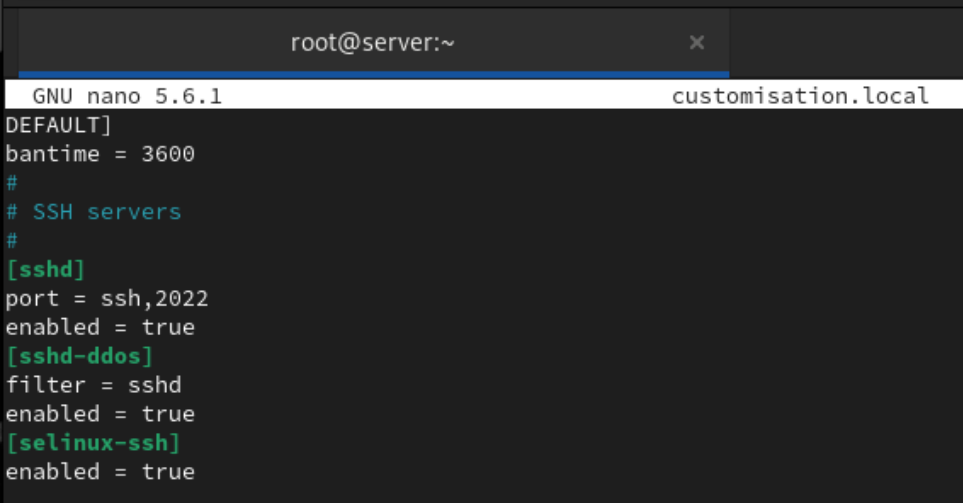 root@server:~ ×
GNU nano 5.6.1 customisation.local
DEFAULT]
bantime = 3600
#
# SSH servers
#
[sshd]
port = ssh,2022
enabled = true
[sshd-ddos]
filter = sshd
enabled = true
[selinux-ssh]
enabled = true